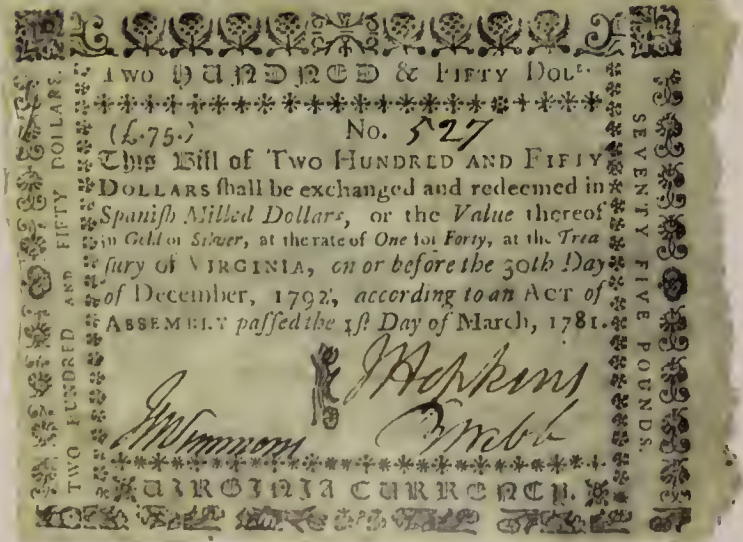 Two HUNDRED & FIFTY DOLrs
(£.75.) No. 527
This Bill of TWO HUNDRED AND FIFTY
DOLLARS ſhall be exchanged and redeemed in
Spaniſh Milled Dollars, or the Value thereof
in Gold or Silver, at the rate of One for Forty, at the Trea
ſury of VIRGINIA, on or before the 30th Day
of December, 1792, according to an ACT of
ASSEMBLY paſſed the 1ſt Day of March, 1781.
J Hopkins
J M Simmons B Webb
VIRGINIA CURRENCY.
TWO HUNDRED AND FIFTY DOLLARS.
SEVENTY FIVE POUNDS.